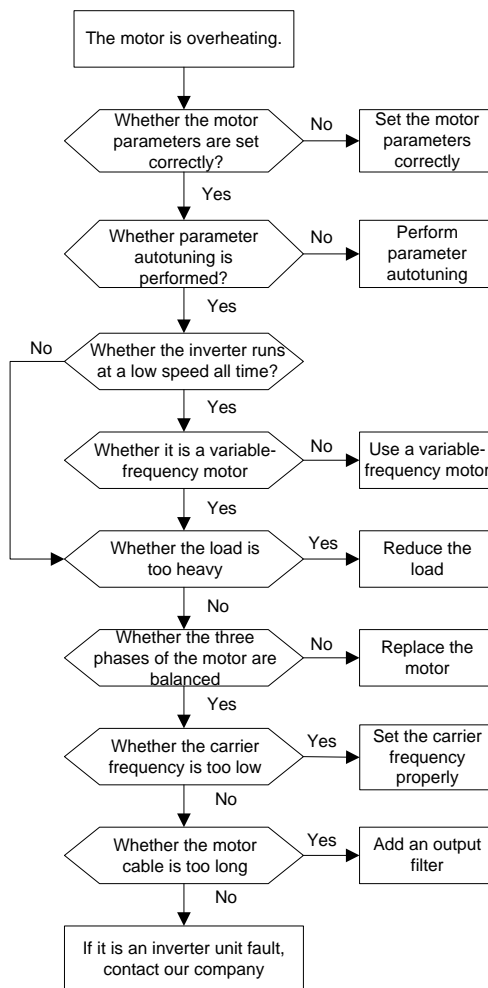 The motor is overheating.
Whether the motor
parameters are set
correctly?
No
Set the motor
parameters
correctly
Yes
Whether parameter
autotuning is
performed?
No
Perform
parameter
autotuning
Yes
No
Whether the inverter runs
at a low speed all time?
Yes
Whether it is a variable-
frequency motor
No
Use a variable-
frequency motor
Yes
Whether the load is
too heavy
Yes
Reduce the
load
No
Whether the three
phases of the motor are
balanced
No
Replace the
motor
Yes
Whether the carrier
frequency is too low
Yes
Set the carrier
frequency
properly
No
Whether the motor
cable is too long
Yes
Add an output
filter
No
If it is an inverter unit fault,
contact our company